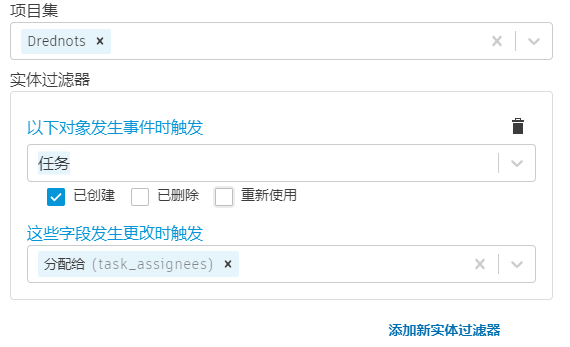 项目集
Drednots ×
实体过滤器
以下对象发生事件时触发
任务
已创建 已删除 重新使用
这些字段发生更改时触发
分配给 (task_assignees) ×
添加新实体过滤器